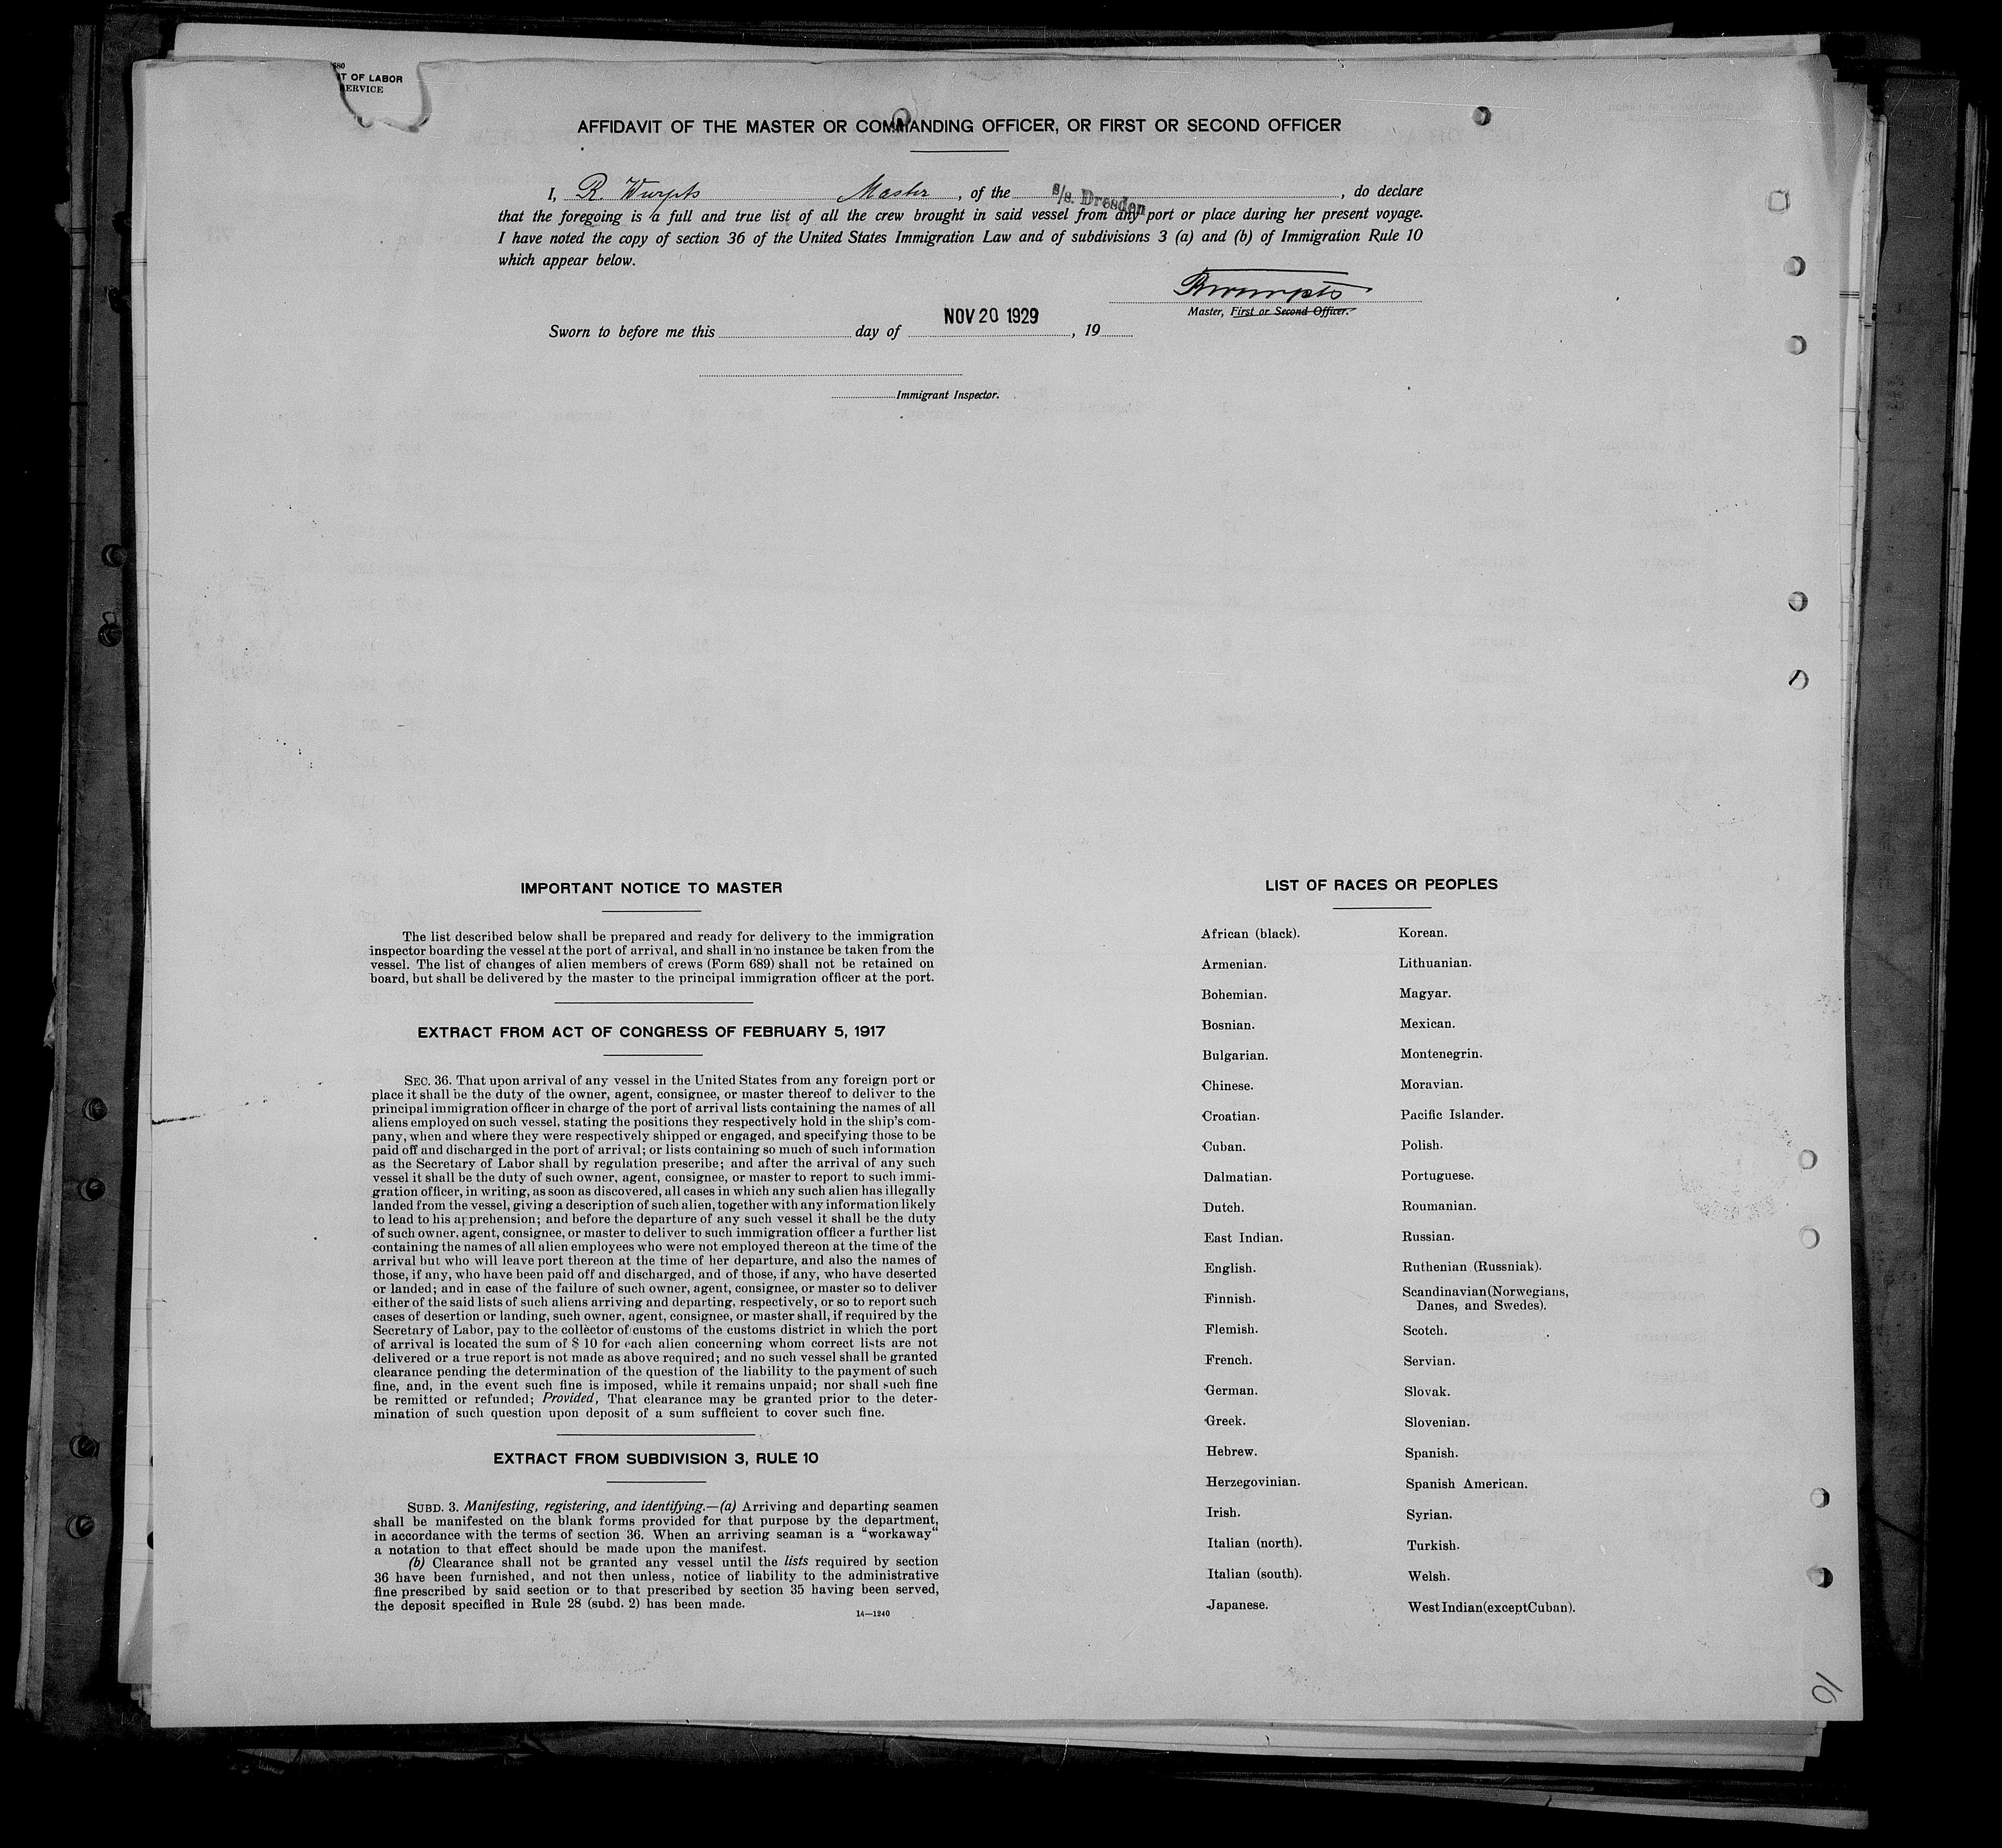 680
T OF LABOR
SERVICE
AFFIDAVIT OF THE MASTER OR COMMANDING OFFICER, OR FIRST OR SECOND OFFICER
I, R. Wurpts Master, of the S/s. Dresden, do declare
that the foregoing is a full and true list of all the crew brought in said vessel from any port or place during her present voyage.
I have noted the copy of section 36 of the United States Immigration Law and of subdivisions 3 (a) and (b) of Immigration Rule 10
which appear below.
RWurpts
Master, First or Second Officer.
Sworn to before me this day of NOV 20 1929, 19
Immigrant Inspector.
IMPORTANT NOTICE TO MASTER
The list described below shall be prepared and ready for delivery to the immigration
inspector boarding the vessel at the port of arrival, and shall in no instance be taken from the
vessel. The list of changes of alien members of crews (Form 689) shall not be retained on
board, but shall be delivered by the master to the principal immigration officer at the port.
EXTRACT FROM ACT OF CONGRESS OF FEBRUARY 5, 1917
SEC. 36. That upon arrival of any vessel in the United States from any foreign port or
place it shall be the duty of the owner, agent, consignee, or master thereof to deliver to the
principal immigration officer in charge of the port of arrival lists containing the names of all
aliens employed on such vessel, stating the positions they respectively hold in the ship's com-
pany, when and where they were respectively shipped or engaged, and specifying those to be
paid off and discharged in the port of arrival; or lists containing so much of such information
as the Secretary of Labor shall by regulation prescribe; and after the arrival of any such
vessel it shall be the duty of such owner, agent, consignee, or master to report to such immi-
gration officer, in writing, as soon as discovered, all cases in which any such alien has illegally
landed from the vessel, giving a description of such alien, together with any information likely
to lead to his apprehension; and before the departure of any such vessel it shall be the duty
of such owner, agent, consignee, or master to deliver to such immigration officer a further list
containing the names of all alien employees who were not employed thereon at the time of the
arrival but who will leave port thereon at the time of her departure, and also the names of
those, if any, who have been paid off and discharged, and of those, if any, who have deserted
or landed; and in case of the failure of such owner, agent, consignee, or master so to deliver
either of the said lists of such aliens arriving and departing, respectively, or so to report such
cases of desertion or landing, such owner, agent, consignee, or master shall, if required by the
Secretary of Labor, pay to the collector of customs of the customs district in which the port
of arrival is located the sum of $ 10 for each alien concerning whom correct lists are not
delivered or a true report is not made as above required; and no such vessel shall be granted
clearance pending the determination of the question of the liability to the payment of such
fine, and, in the event such fine is imposed, while it remains unpaid; nor shall such fine
be remitted or refunded; Provided, That clearance may be granted prior to the deter-
mination of such question upon deposit of a sum sufficient to cover such fine.
EXTRACT FROM SUBDIVISION 3, RULE 10
SUBD. 3. Manifesting, registering, and identifying.—(a) Arriving and departing seamen
shall be manifested on the blank forms provided for that purpose by the department,
in accordance with the terms of section 36. When an arriving seaman is a "workaway"
a notation to that effect should be made upon the manifest.
(b) Clearance shall not be granted any vessel until the lists required by section
36 have been furnished, and not then unless, notice of liability to the administrative
fine prescribed by said section or to that prescribed by section 35 having been served,
the deposit specified in Rule 28 (subd. 2) has been made.
14—1240
LIST OF RACES OR PEOPLES
African (black).
Armenian.
Bohemian.
Bosnian.
Bulgarian.
Chinese.
Croatian.
Cuban.
Dalmatian.
Dutch.
East Indian.
English.
Finnish.
Flemish.
French.
German.
Greek.
Hebrew.
Herzegovinian.
Irish.
Italian (north).
Italian (south).
Japanese.
Korean.
Lithuanian.
Magyar.
Mexican.
Montenegrin.
Moravian.
Pacific Islander.
Polish.
Portuguese.
Roumanian.
Russian.
Ruthenian (Russniak).
Scandinavian(Norwegians,
Danes, and Swedes).
Scotch.
Servian.
Slovak.
Slovenian.
Spanish.
Spanish American.
Syrian.
Turkish.
Welsh.
West Indian(except Cuban).
10